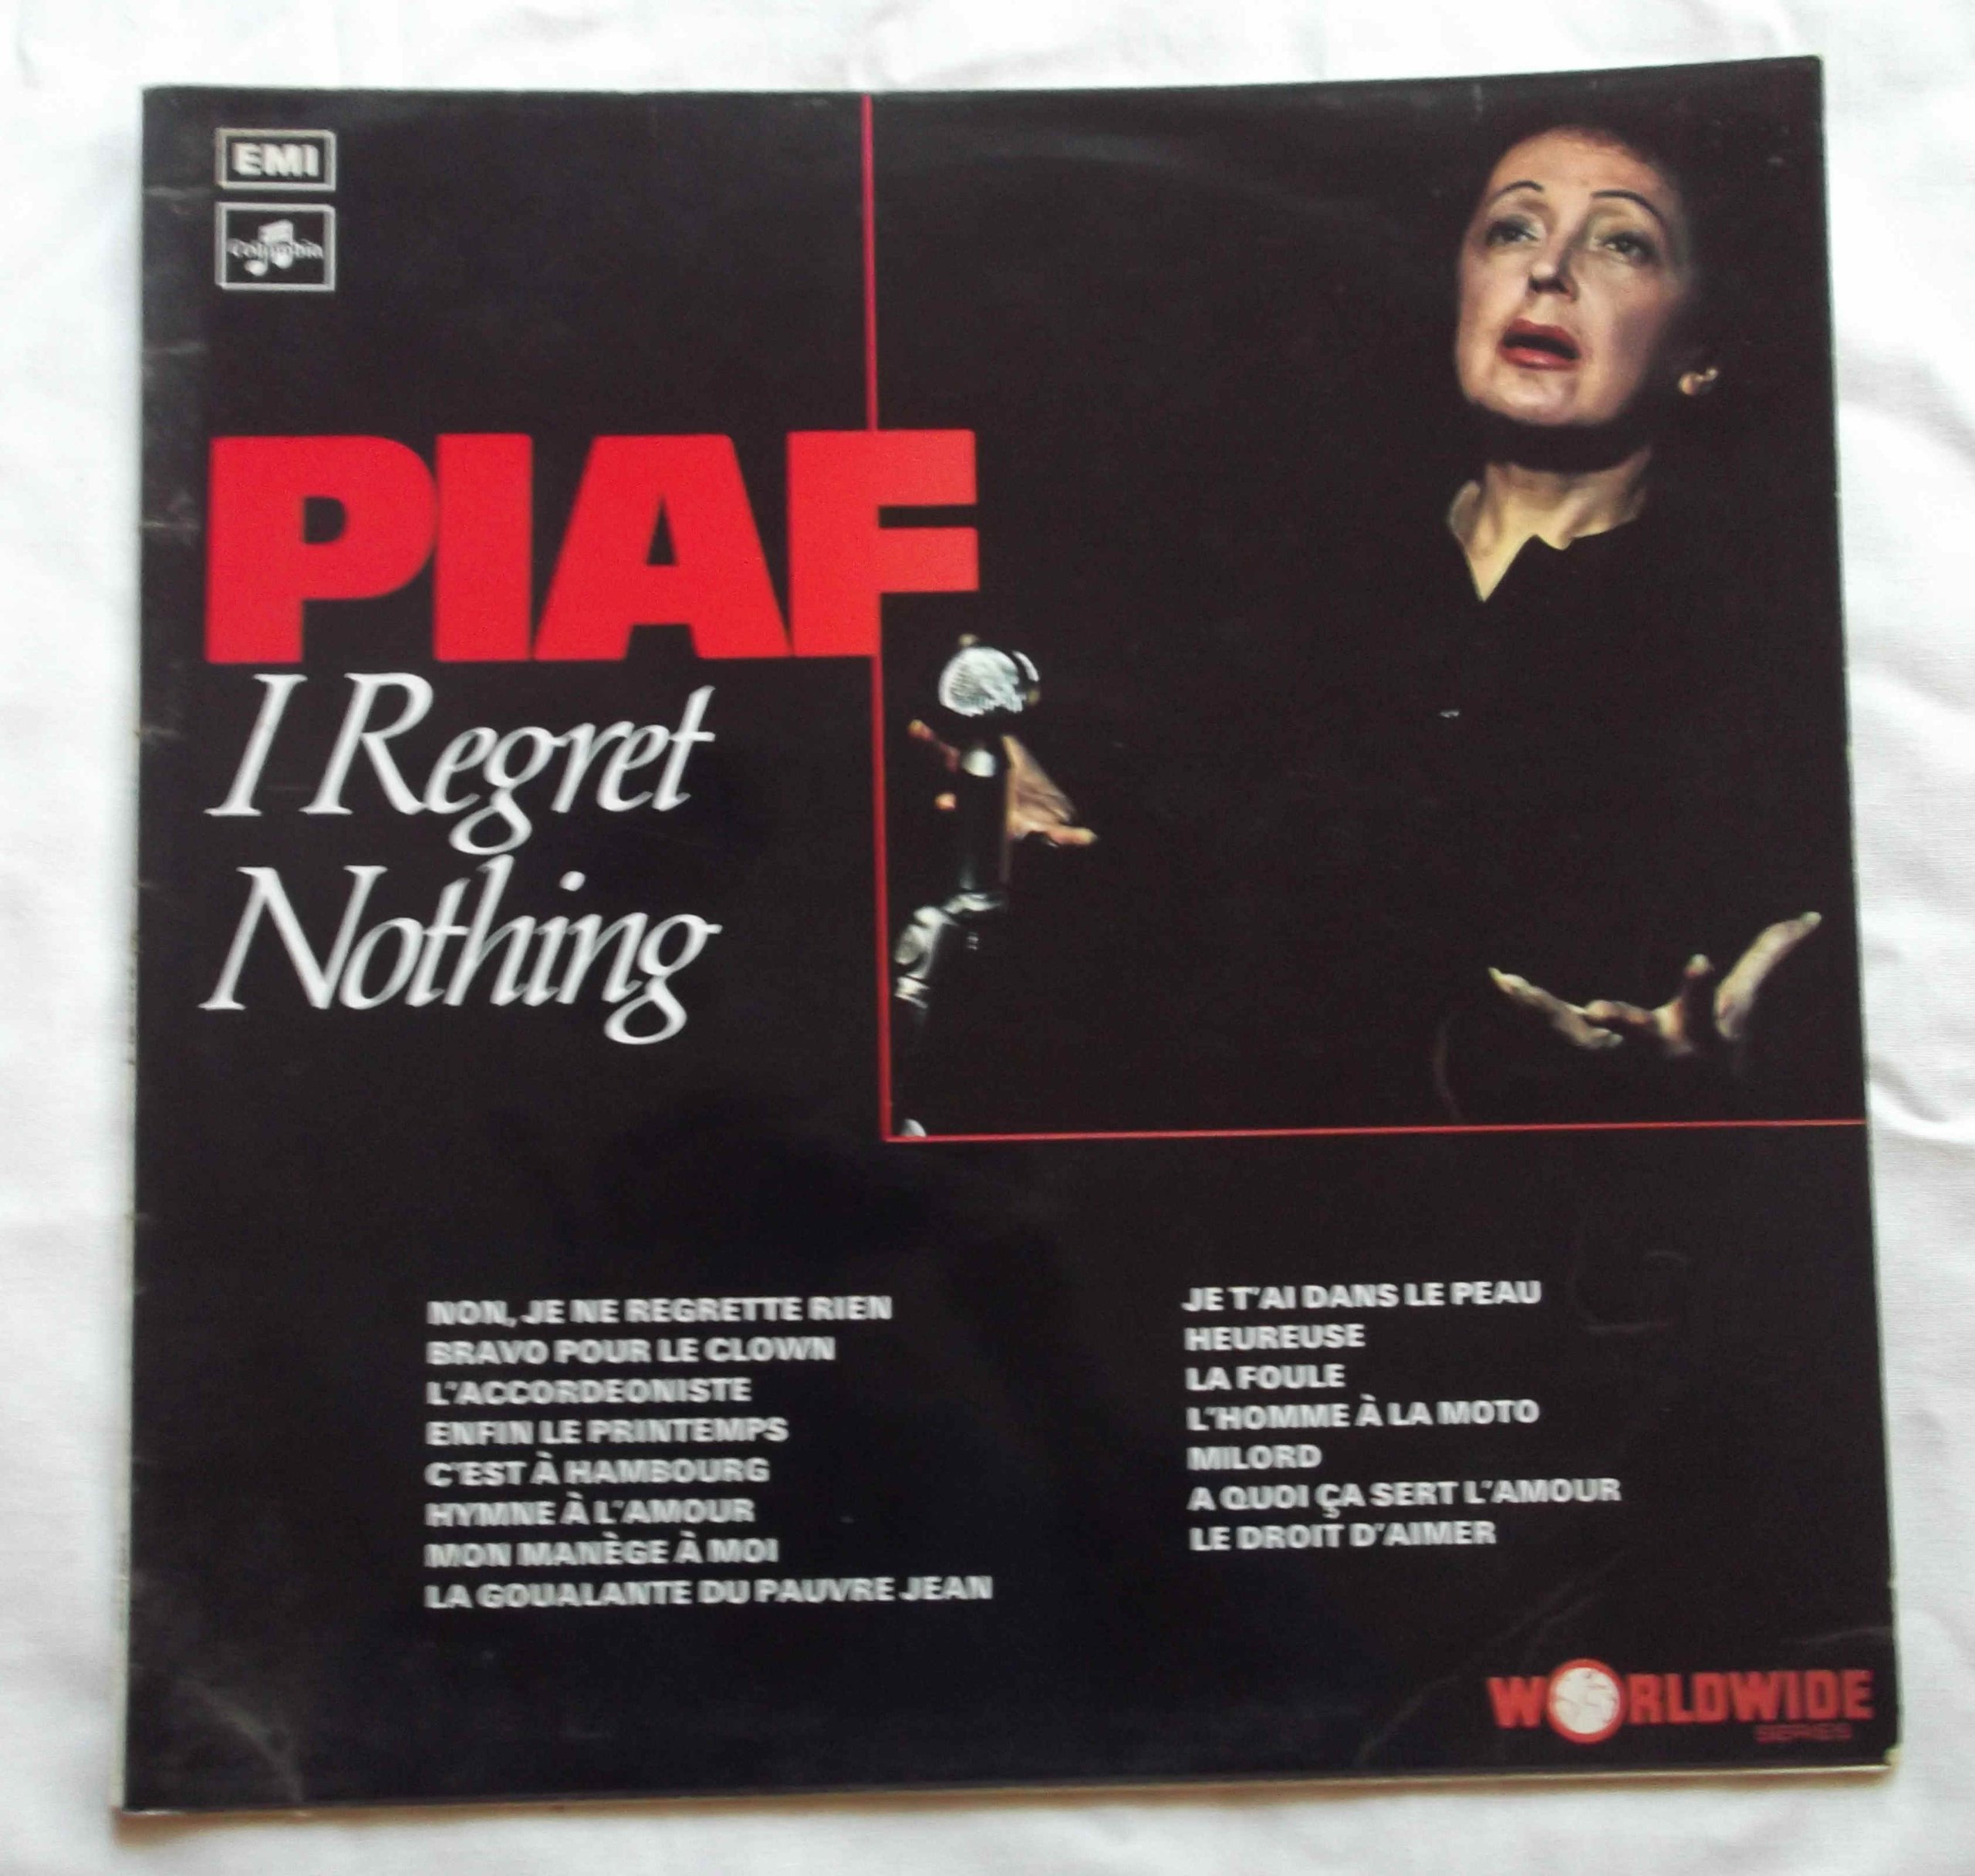 EMI
Columbia
PIAF
I Regret
Nothing
NON, JE NE REGRETTE RIEN
BRAVO POUR LE CLOWN
L'ACCORDEONISTE
ENFIN LE PRINTEMPS
C'EST À HAMBOURG
HYMNE À L'AMOUR
MON MANÈGE À MOI
LA GOUALANTE DU PAUVRE JEAN
JE T'AI DANS LE PEAU
HEUREUSE
LA FOULE
L'HOMME À LA MOTO
MILORD
A QUOI ÇA SERT L'AMOUR
LE DROIT D'AIMER
WORLDWIDE
SERIES